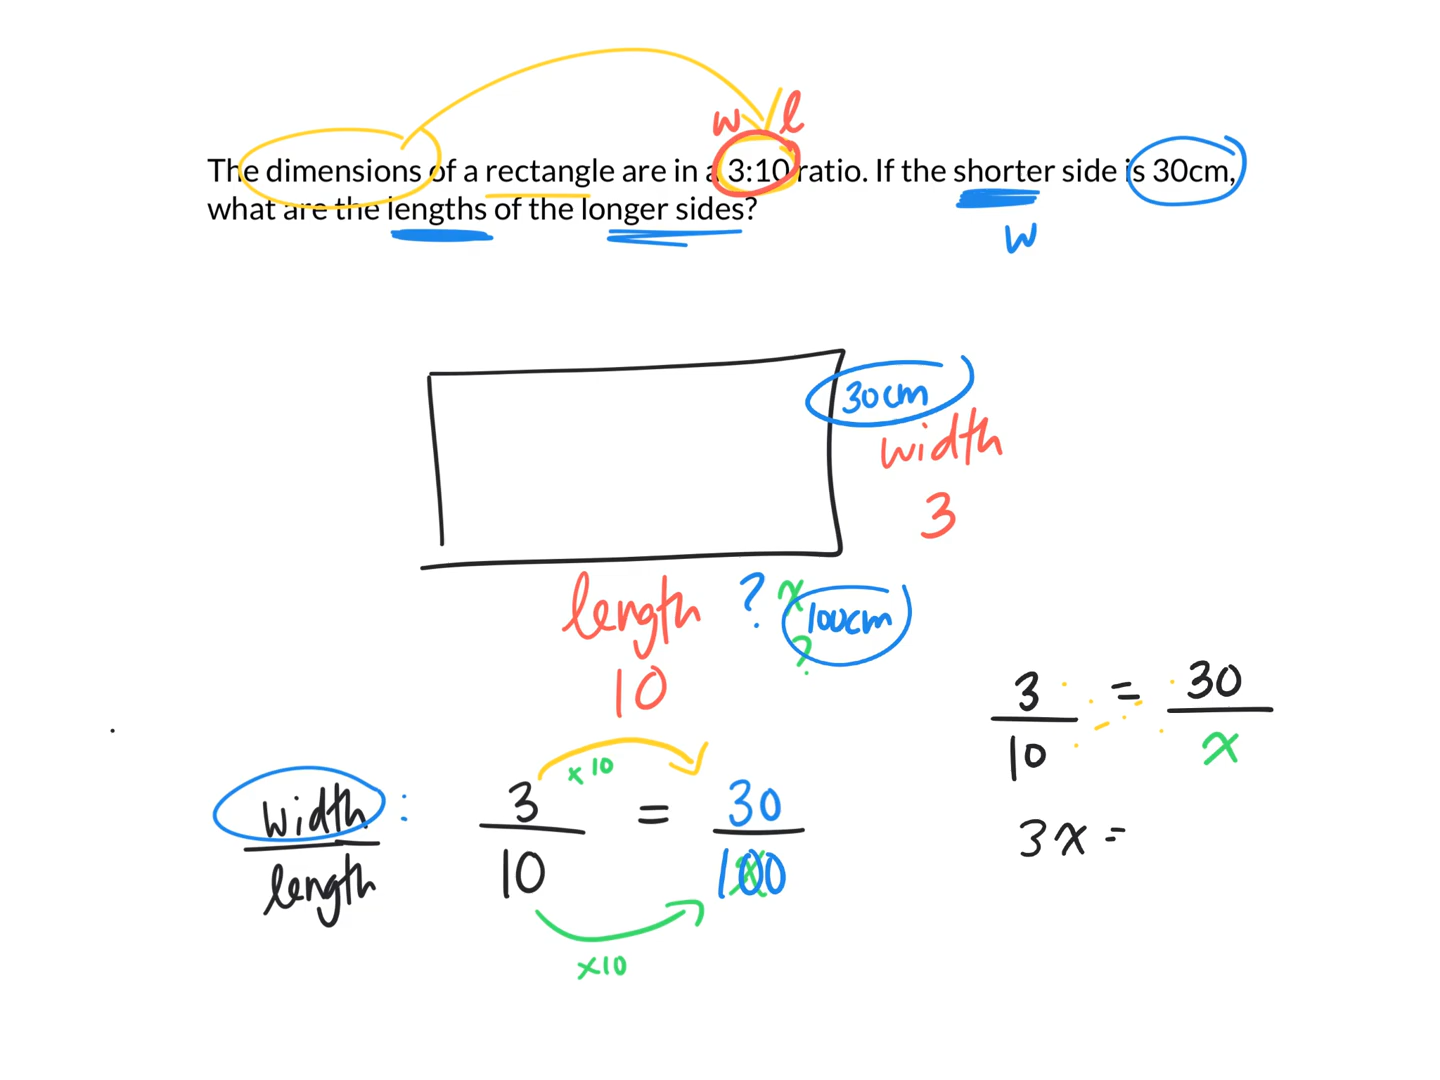 w l
The dimensions of a rectangle are in a 3:10 ratio. If the shorter side is 30cm,
what are the lengths of the longer sides?
w
30cm
width
3
length ? x
100cm
?
10
3/10 = 30/x
3x =
x10
width/length : 3/10 = 30/100
x10